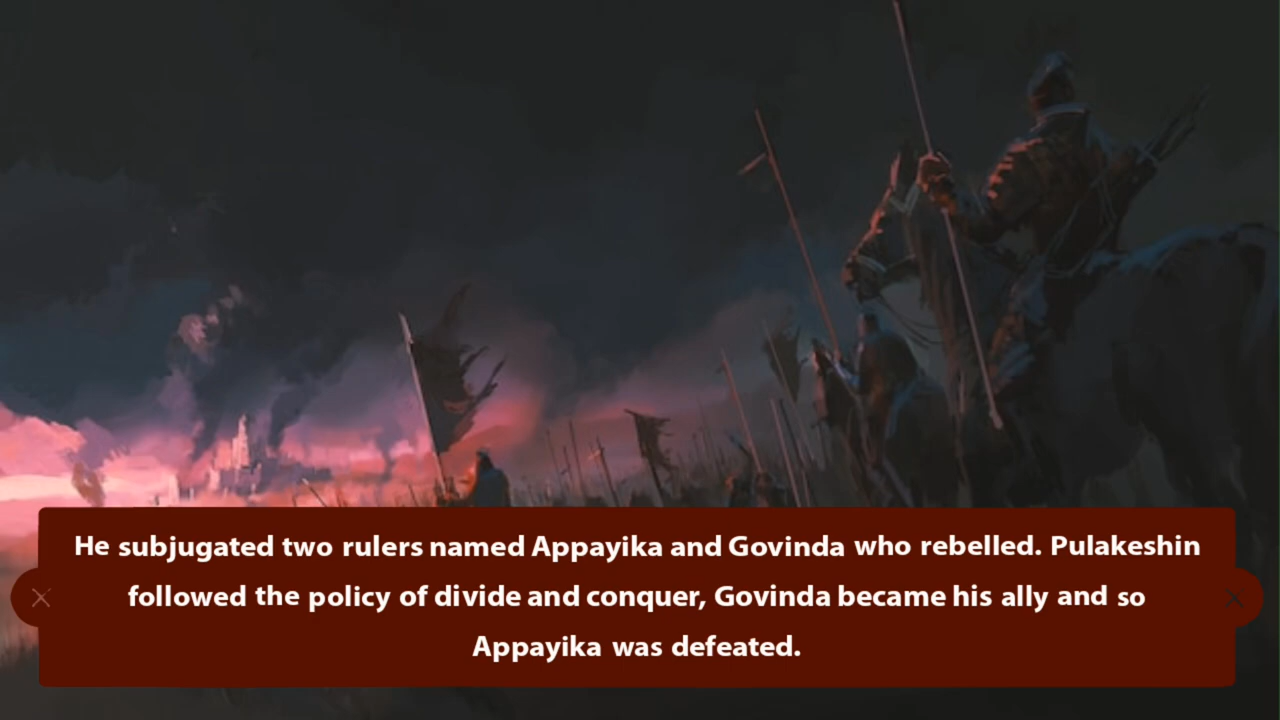 He subjugated two rulers named Appayika and Govinda who rebelled. Pulakeshin
followed the policy of divide and conquer, Govinda became his ally and so
Appayika was defeated.